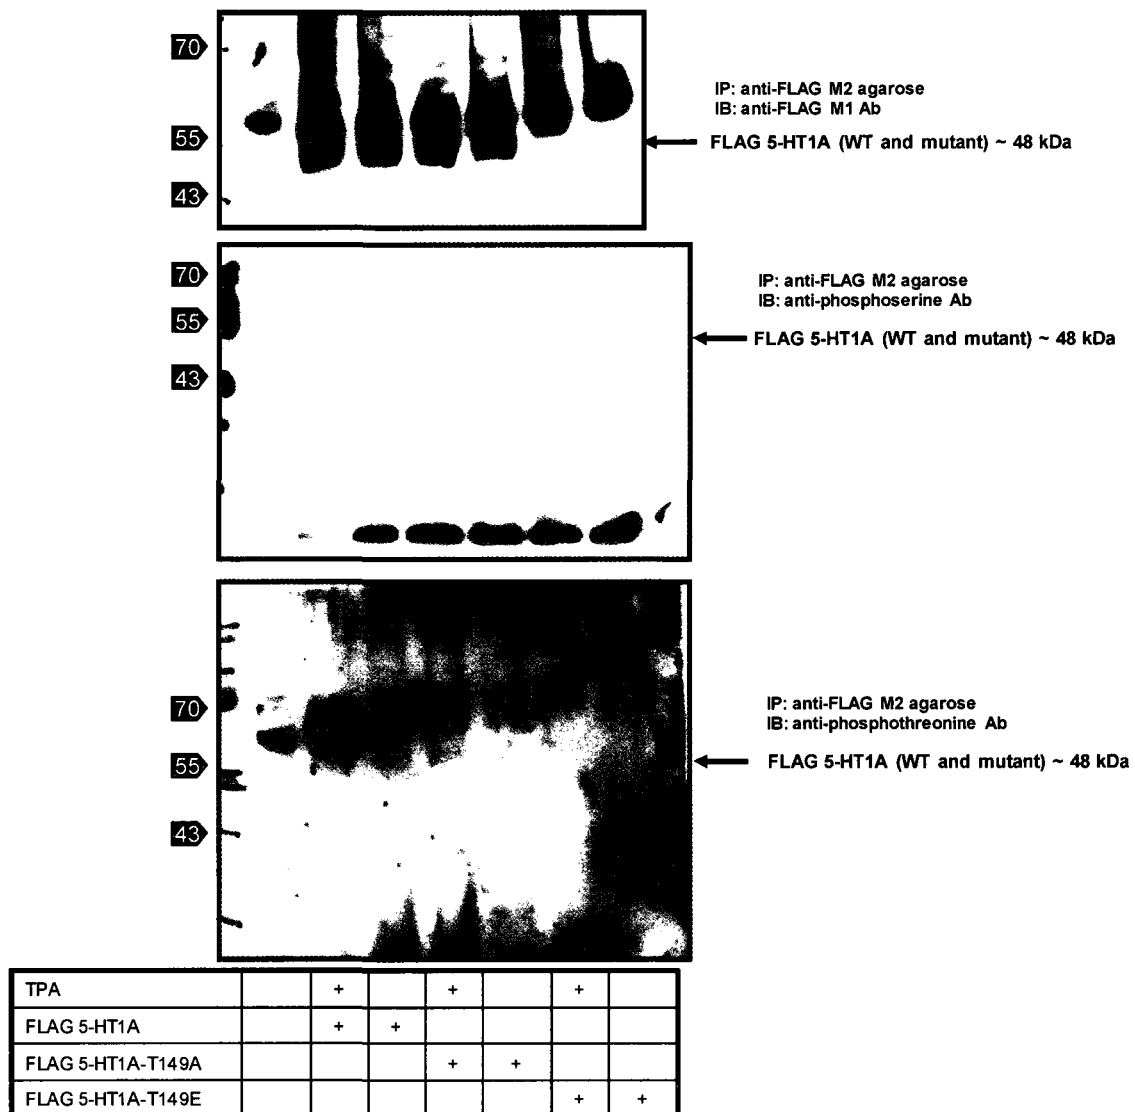 70
55
43
IP: anti-FLAG M2 agarose
IB: anti-FLAG M1 Ab
FLAG 5-HT1A (WT and mutant) ~ 48 kDa
70
55
43
IP: anti-FLAG M2 agarose
IB: anti-phosphoserine Ab
FLAG 5-HT1A (WT and mutant) ~ 48 kDa
70
55
43
IP: anti-FLAG M2 agarose
IB: anti-phosphothreonine Ab
FLAG 5-HT1A (WT and mutant) ~ 48 kDa
TPA + + +
FLAG 5-HT1A + +
FLAG 5-HT1A-T149A + +
FLAG 5-HT1A-T149E + +